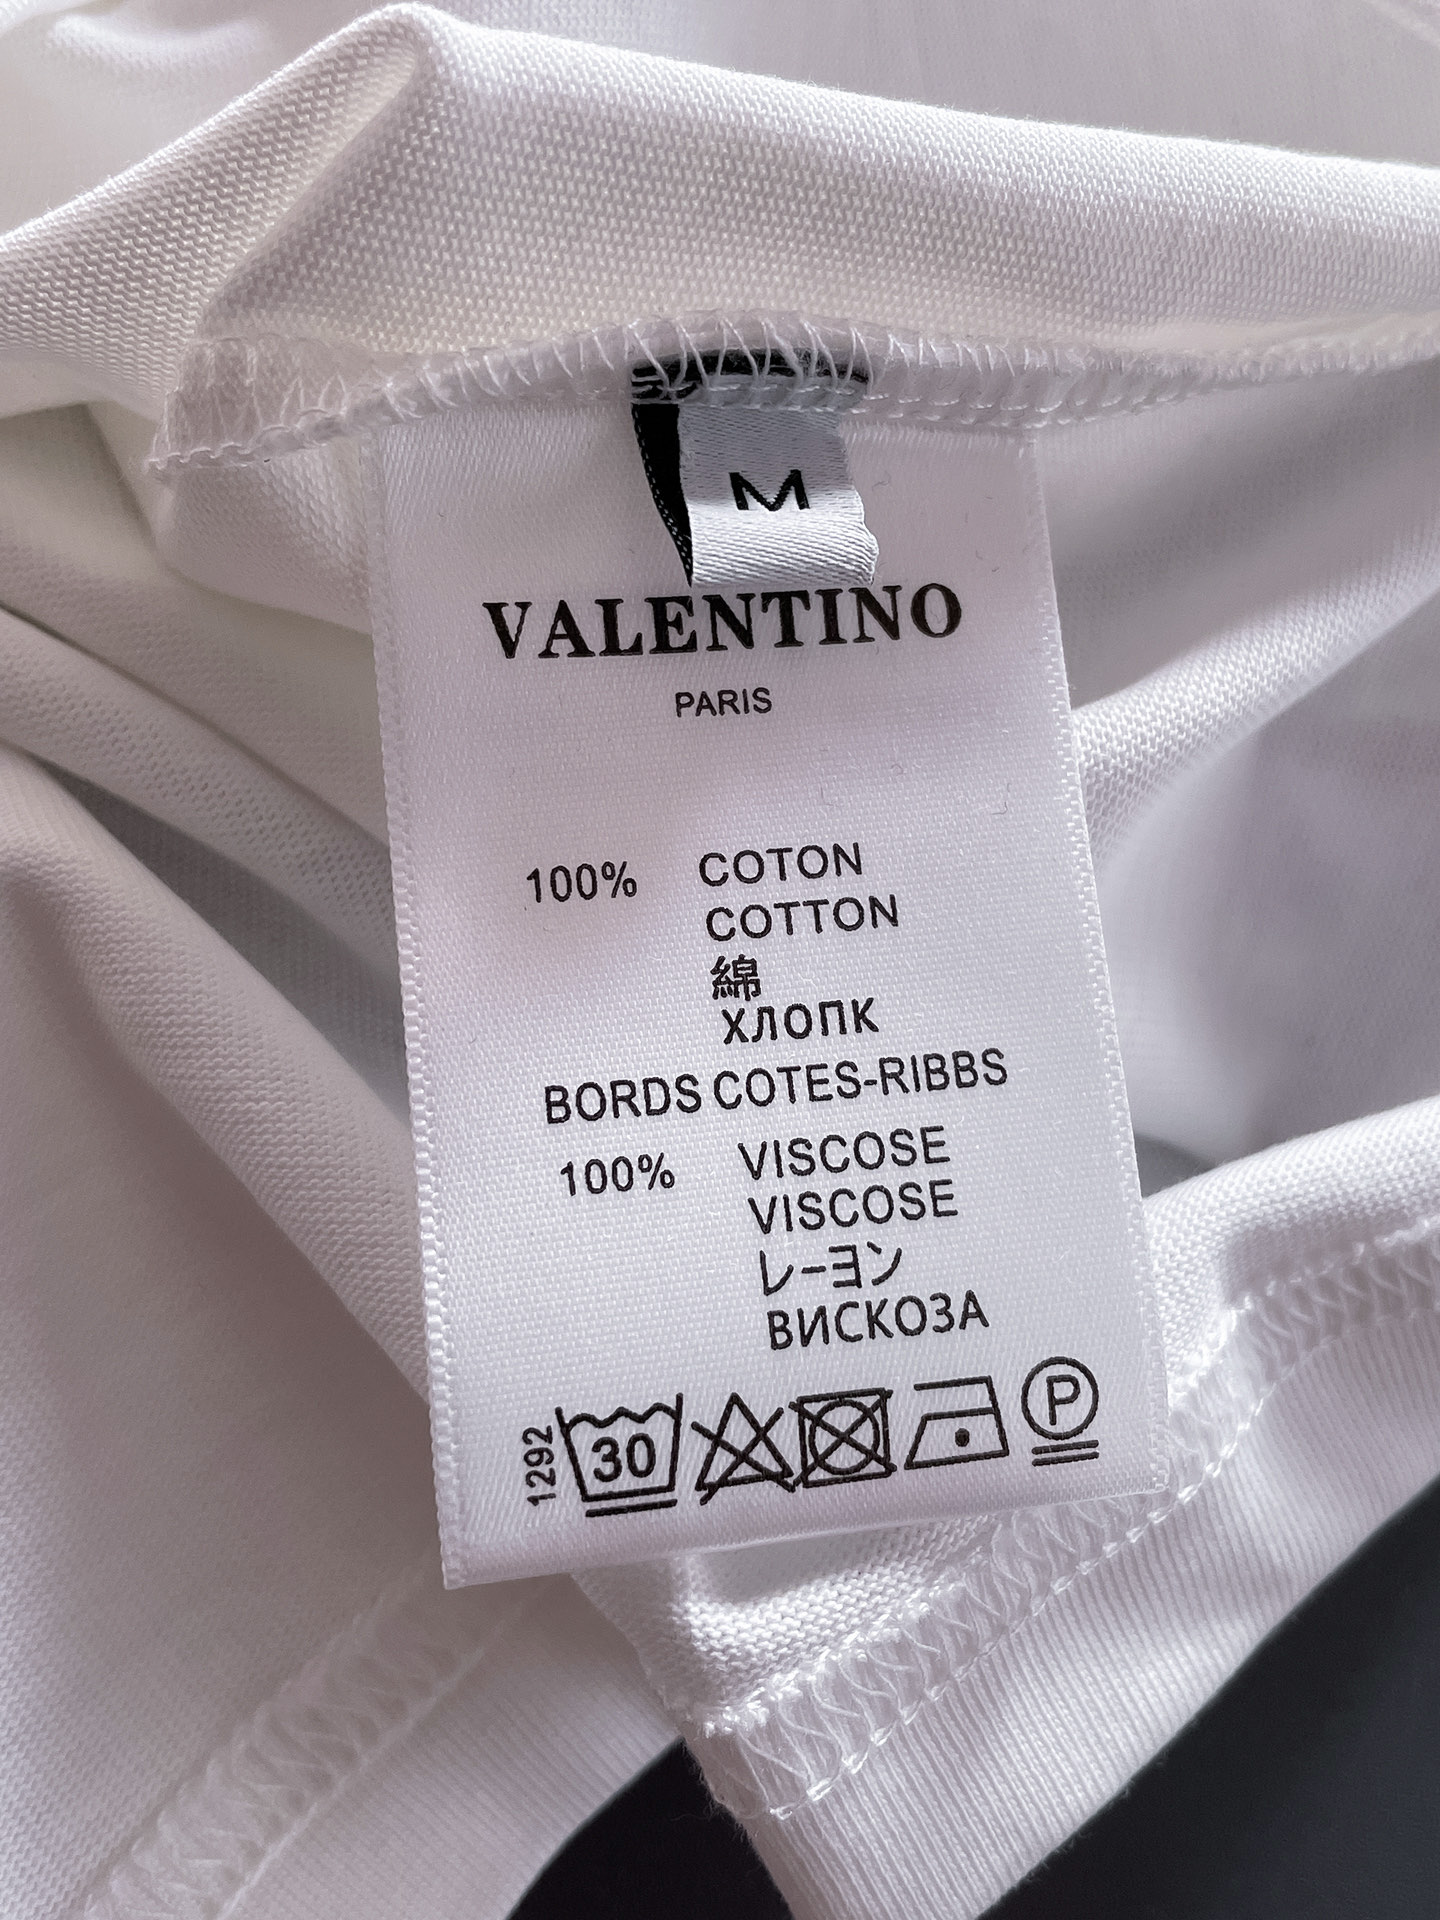 M
VALENTINO
PARIS
100% COTON
COTTON
綿
ХЛОПК
BORDS COTES-RIBBS
100% VISCOSE
VISCOSE
レーヨン
ВИСКОЗА
1292 30 P